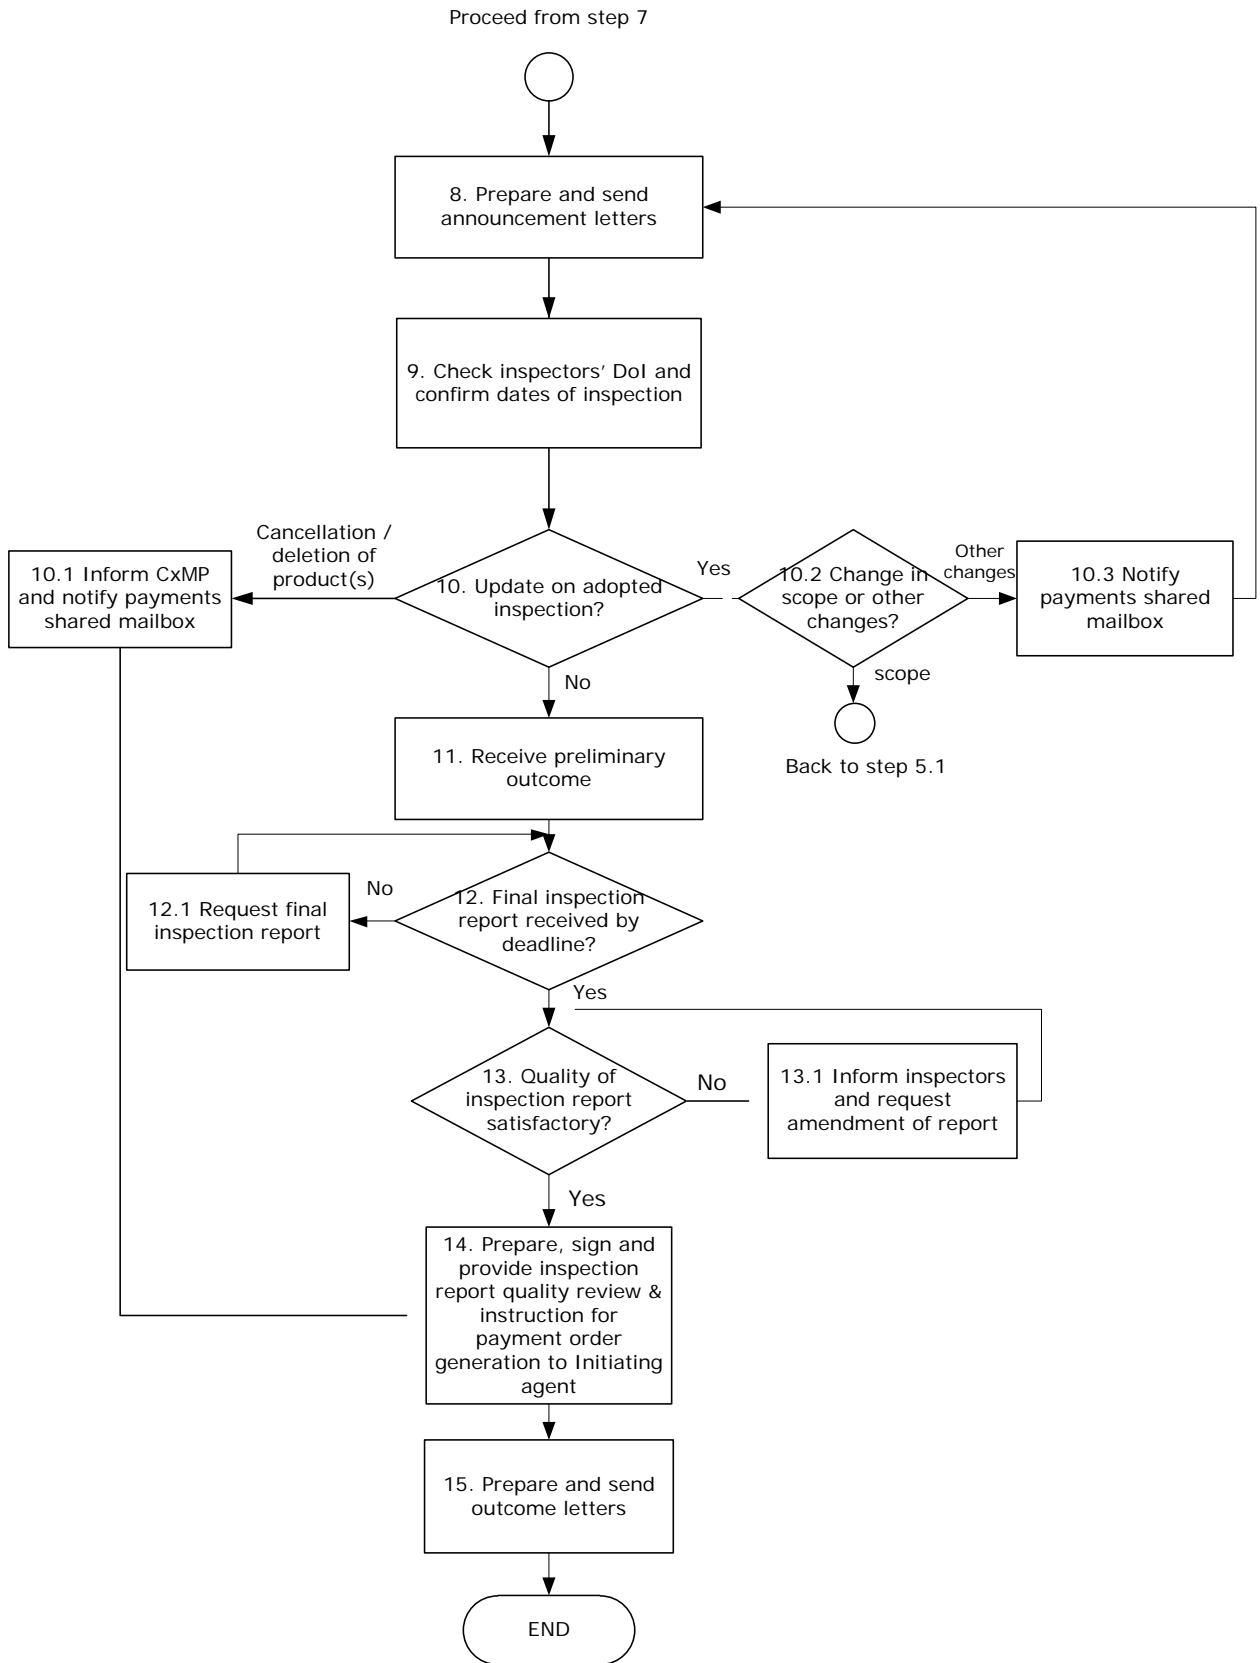 Proceed from step 7
8. Prepare and send
announcement letters
9. Check inspectors' DoI and
confirm dates of inspection
Cancellation /
deletion of
product(s)
10.1 Inform CxMP
and notify payments
shared mailbox
10. Update on adopted
inspection?
Yes
10.2 Change in
scope or other
changes?
Other
changes
10.3 Notify
payments shared
mailbox
No
scope
Back to step 5.1
11. Receive preliminary
outcome
12.1 Request final
inspection report
No
12. Final inspection
report received by
deadline?
Yes
13. Quality of
inspection report
satisfactory?
No
13.1 Inform inspectors
and request
amendment of report
Yes
14. Prepare, sign and
provide inspection
report quality review &
instruction for
payment order
generation to Initiating
agent
15. Prepare and send
outcome letters
END